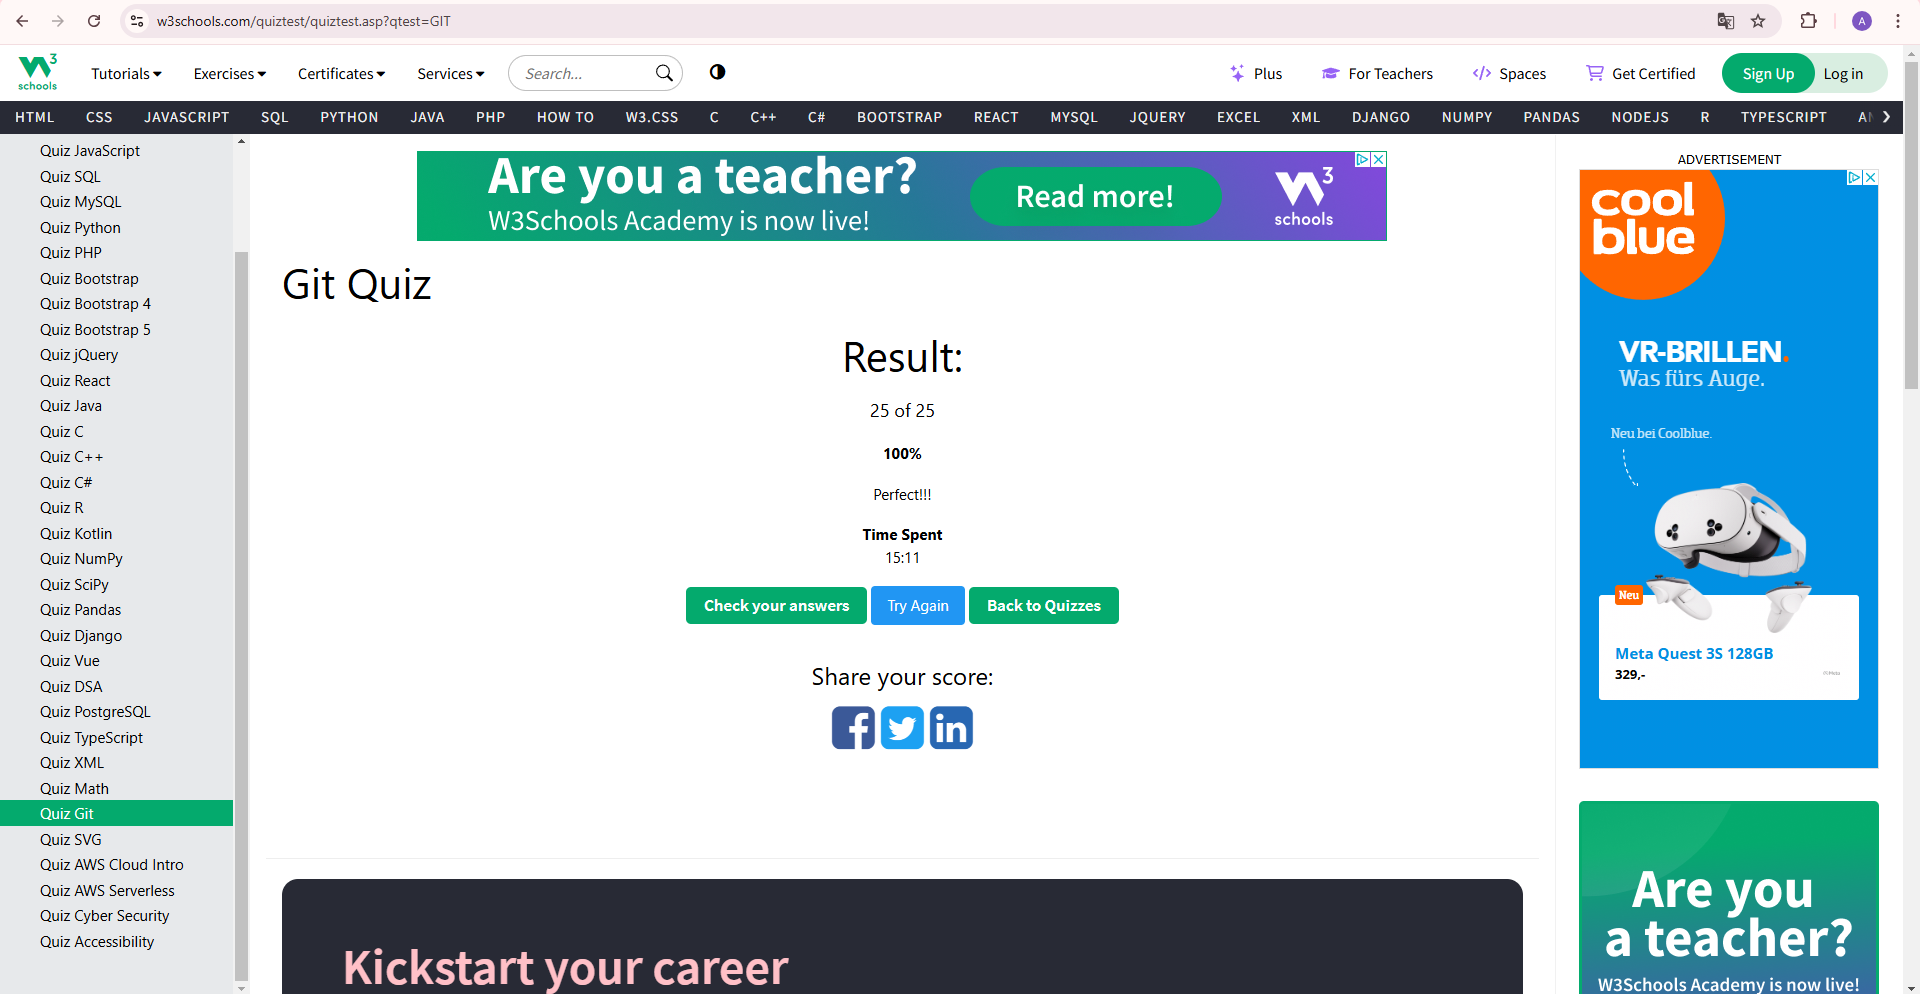 w3schools.com/quiztest/quiztest.asp?qtest=GIT
A
3
schools
Tutorials
Exercises
Certificates
Services
Search...
Plus
For Teachers
Spaces
Get Certified
Sign Up
Log in
HTML CSS JAVASCRIPT SQL PYTHON JAVA PHP HOW TO W3.CSS C C++ C# BOOTSTRAP REACT MYSQL JQUERY EXCEL XML DJANGO NUMPY PANDAS NODEJS R TYPESCRIPT
Quiz JavaScript
Quiz SQL
Quiz MySQL
Quiz Python
Quiz PHP
Quiz Bootstrap
Quiz Bootstrap 4
Quiz Bootstrap 5
Quiz jQuery
Quiz React
Quiz Java
Quiz C
Quiz C++
Quiz C#
Quiz R
Quiz Kotlin
Quiz NumPy
Quiz SciPy
Quiz Pandas
Quiz Django
Quiz Vue
Quiz DSA
Quiz PostgreSQL
Quiz TypeScript
Quiz XML
Quiz Math
Quiz Git
Quiz SVG
Quiz AWS Cloud Intro
Quiz AWS Serverless
Quiz Cyber Security
Quiz Accessibility
Are you a teacher?
W3Schools Academy is now live!
Read more!
3
schools
Git Quiz
Result:
25 of 25
100%
Perfect!!!
Time Spent
15:11
Check your answers
Try Again
Back to Quizzes
Share your score:
Kickstart your career
ADVERTISEMENT
cool
blue
VR-BRILLEN.
Was fürs Auge.
Neu bei Coolblue.
Neu
Meta Quest 3S 128GB
329,-
Are you
a teacher?
W3Schools Academy is now live!